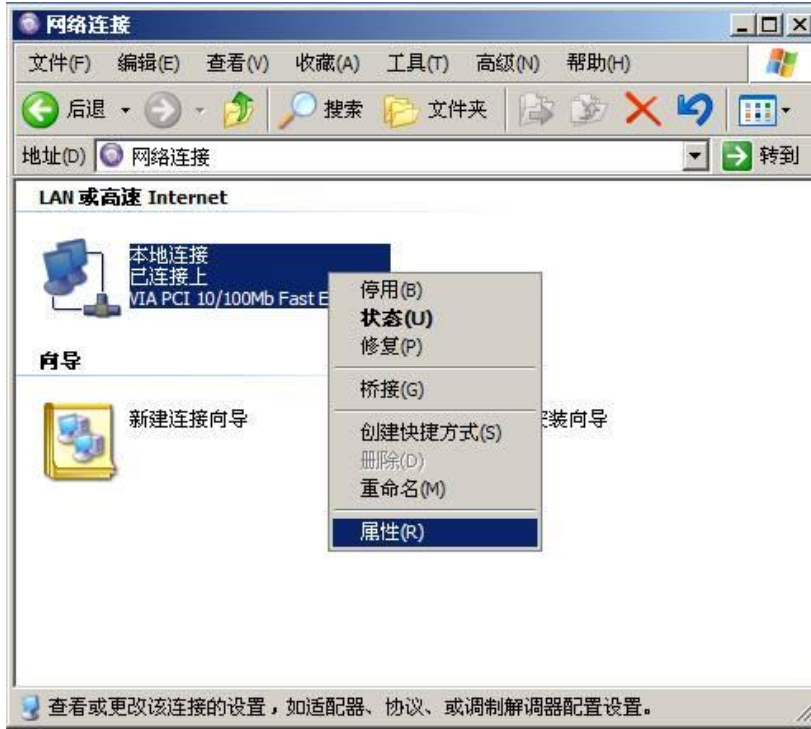 网络连接
文件(F) 编辑(E) 查看(V) 收藏(A) 工具(T) 高级(N) 帮助(H)
后退 搜索 文件夹
地址(D) 网络连接 转到
LAN 或高速 Internet
本地连接
已连接上
VIA PCI 10/100Mb Fast E
停用(B)
状态(U)
修复(P)
桥接(G)
创建快捷方式(S)
删除(D)
重命名(M)
属性(R)
向导
新建连接向导
装向导
查看或更改该连接的设置，如适配器、协议、或调制解调器配置设置。